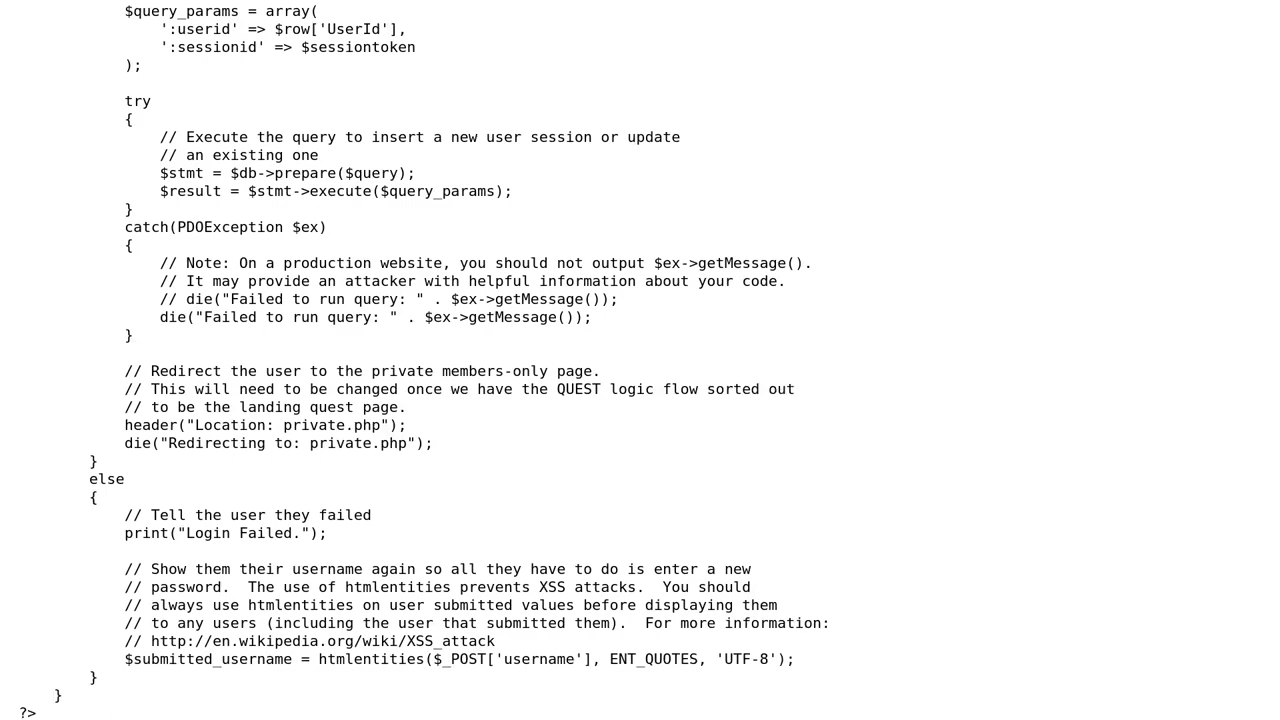 $query_params = array(
':userid' => $row['UserId'],
':sessionid' => $sessiontoken
);
try
{
// Execute the query to insert a new user session or update
// an existing one
$stmt = $db->prepare($query);
$result = $stmt->execute($query_params);
}
catch(PDOException $ex)
{
// Note: On a production website, you should not output $ex->getMessage().
// It may provide an attacker with helpful information about your code.
// die("Failed to run query: " . $ex->getMessage());
die("Failed to run query: " . $ex->getMessage());
}
// Redirect the user to the private members-only page.
// This will need to be changed once we have the QUEST logic flow sorted out
// to be the landing quest page.
header("Location: private.php");
die("Redirecting to: private.php");
}
else
{
// Tell the user they failed
print("Login Failed.");
// Show them their username again so all they have to do is enter a new
// password.  The use of htmlentities prevents XSS attacks.  You should
// always use htmlentities on user submitted values before displaying them
// to any users (including the user that submitted them).  For more information:
// http://en.wikipedia.org/wiki/XSS_attack
$submitted_username = htmlentities($_POST['username'], ENT_QUOTES, 'UTF-8');
}
}
?>